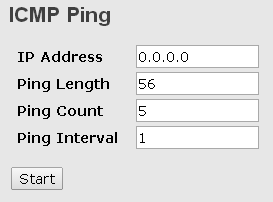 ICMP Ping
IP Address 0.0.0.0
Ping Length 56
Ping Count 5
Ping Interval 1
Start